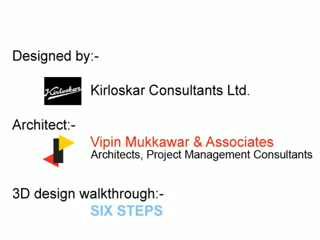 Designed by:-
Kirloskar
Kirloskar Consultants Ltd.
Architect:-
Vipin Mukkawar & Associates
Architects, Project Management Consultants
3D design walkthrough:-
SIX STEPS